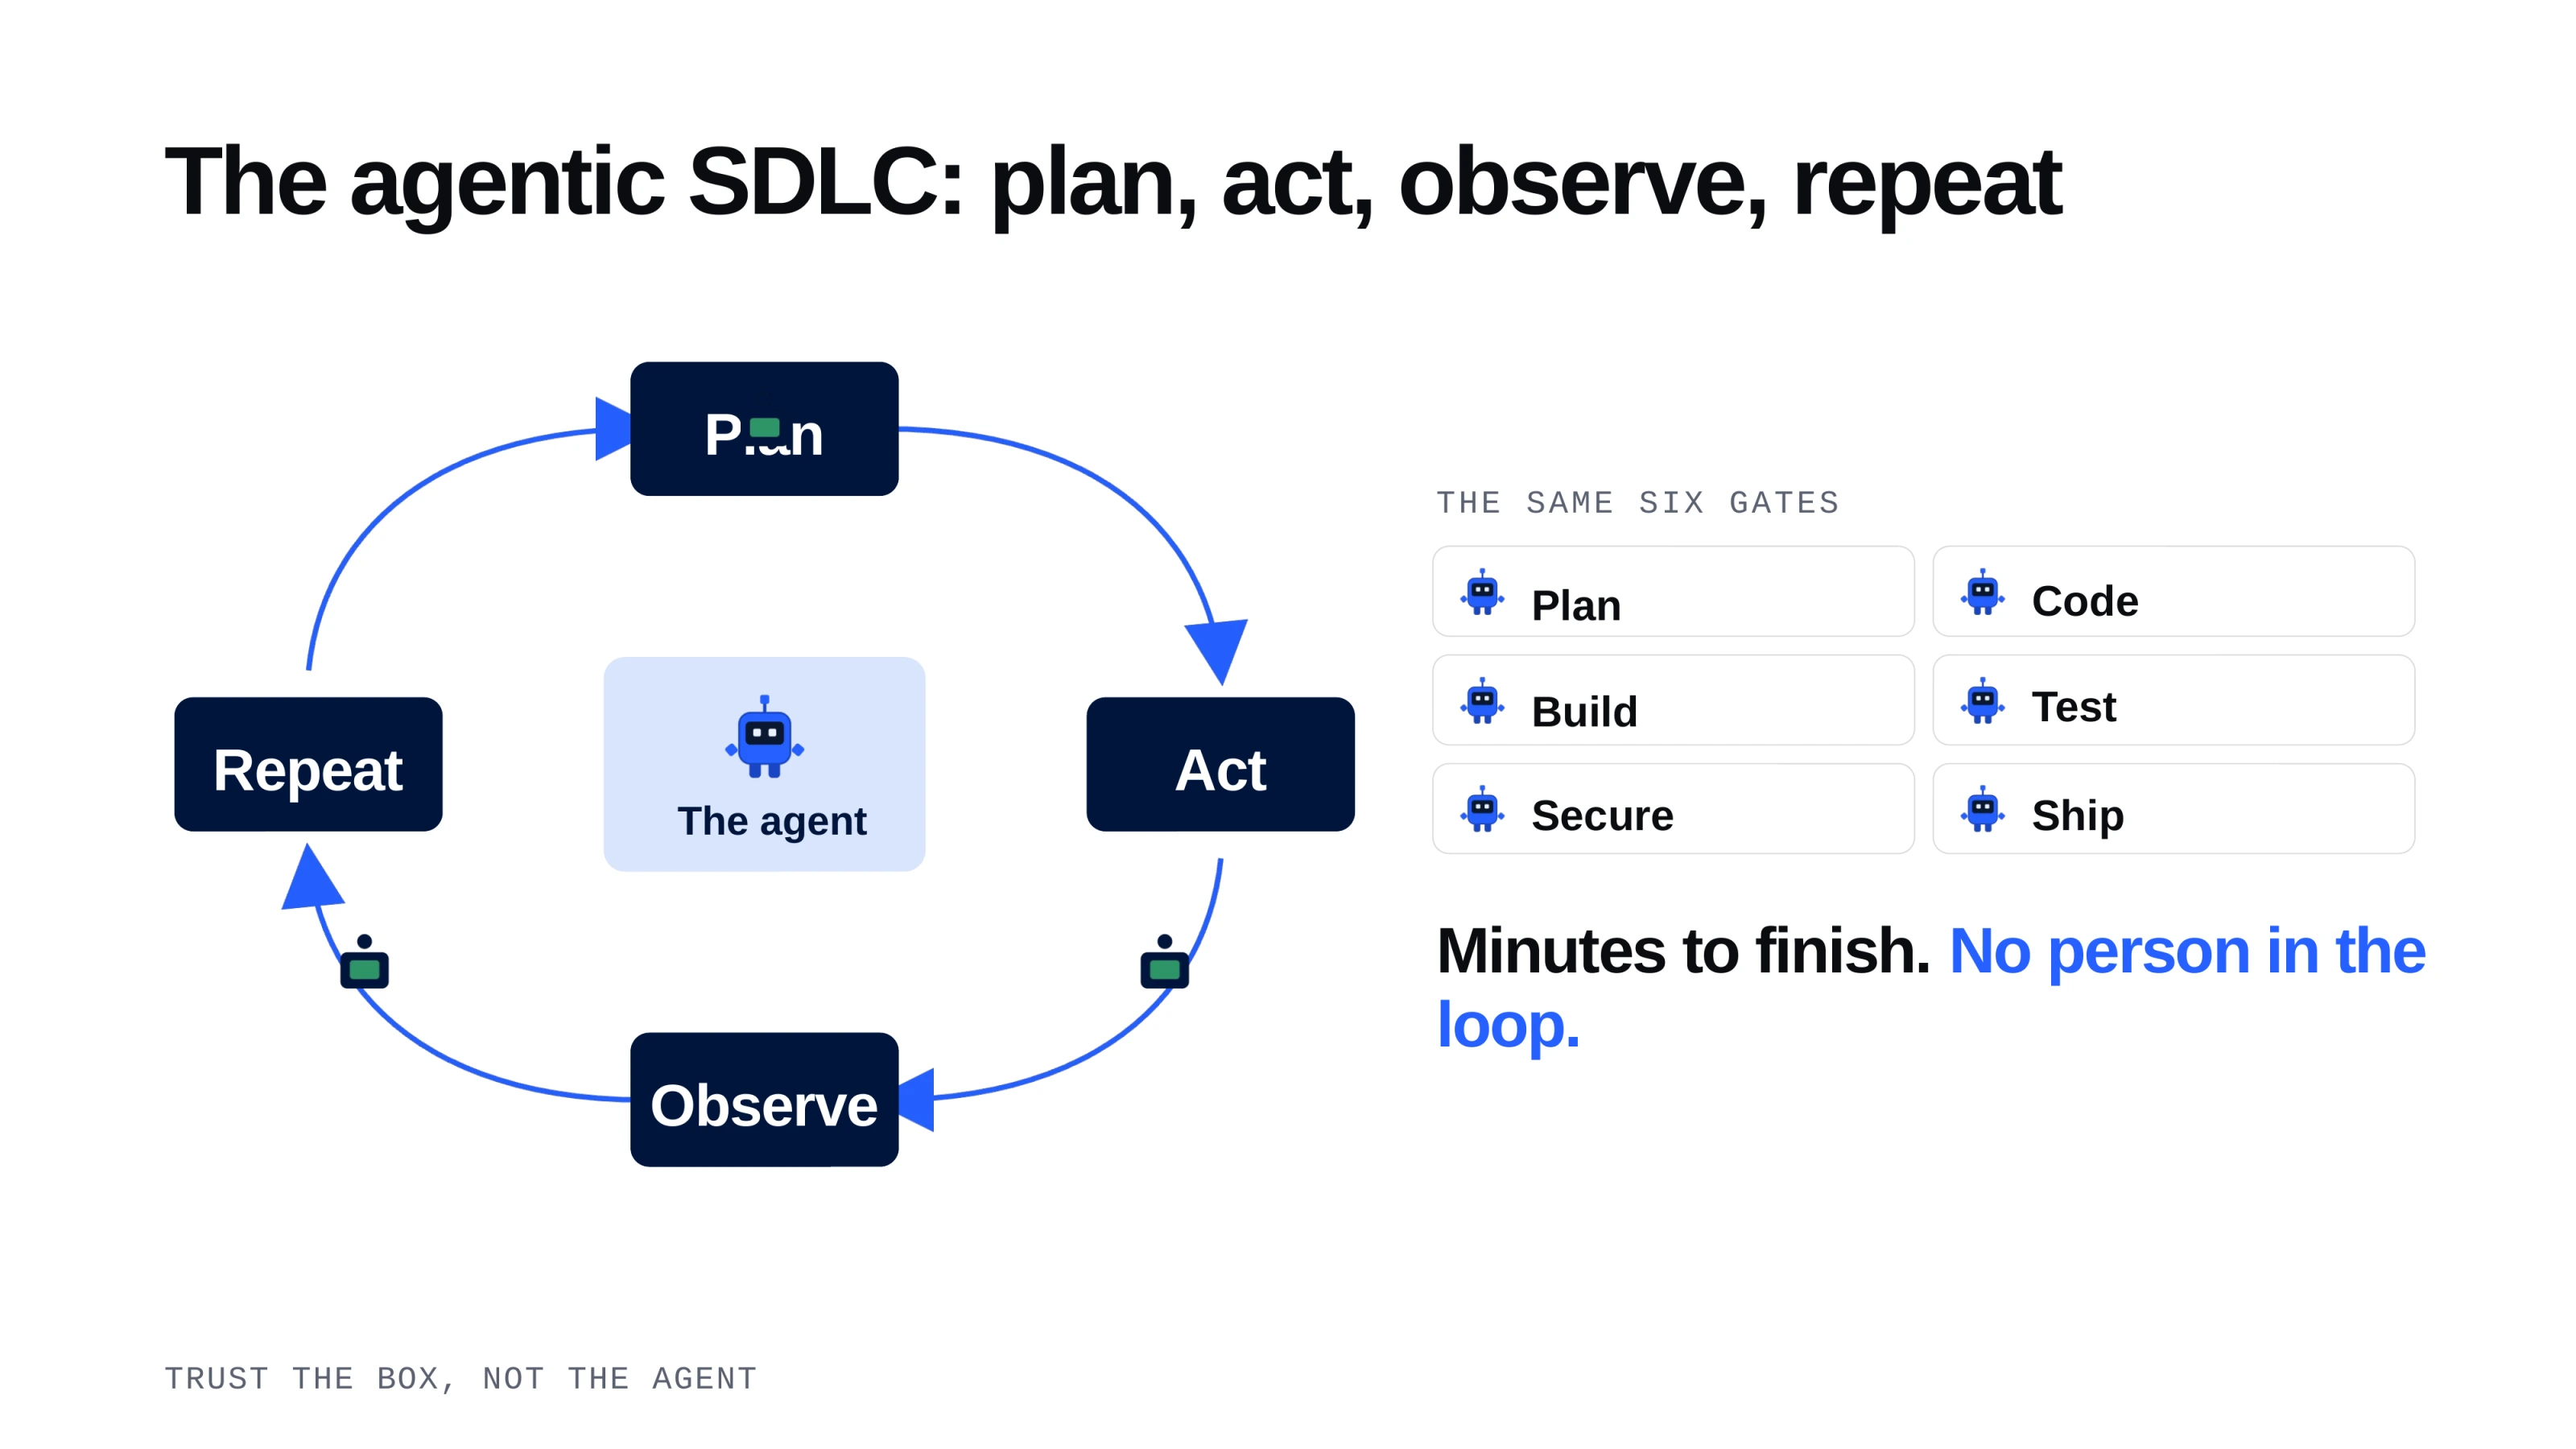 The agentic SDLC: plan, act, observe, repeat
Plan
Repeat
The agent
Act
Observe
THE SAME SIX GATES
Plan
Code
Build
Test
Secure
Ship
Minutes to finish. No person in the
loop.
TRUST THE BOX, NOT THE AGENT